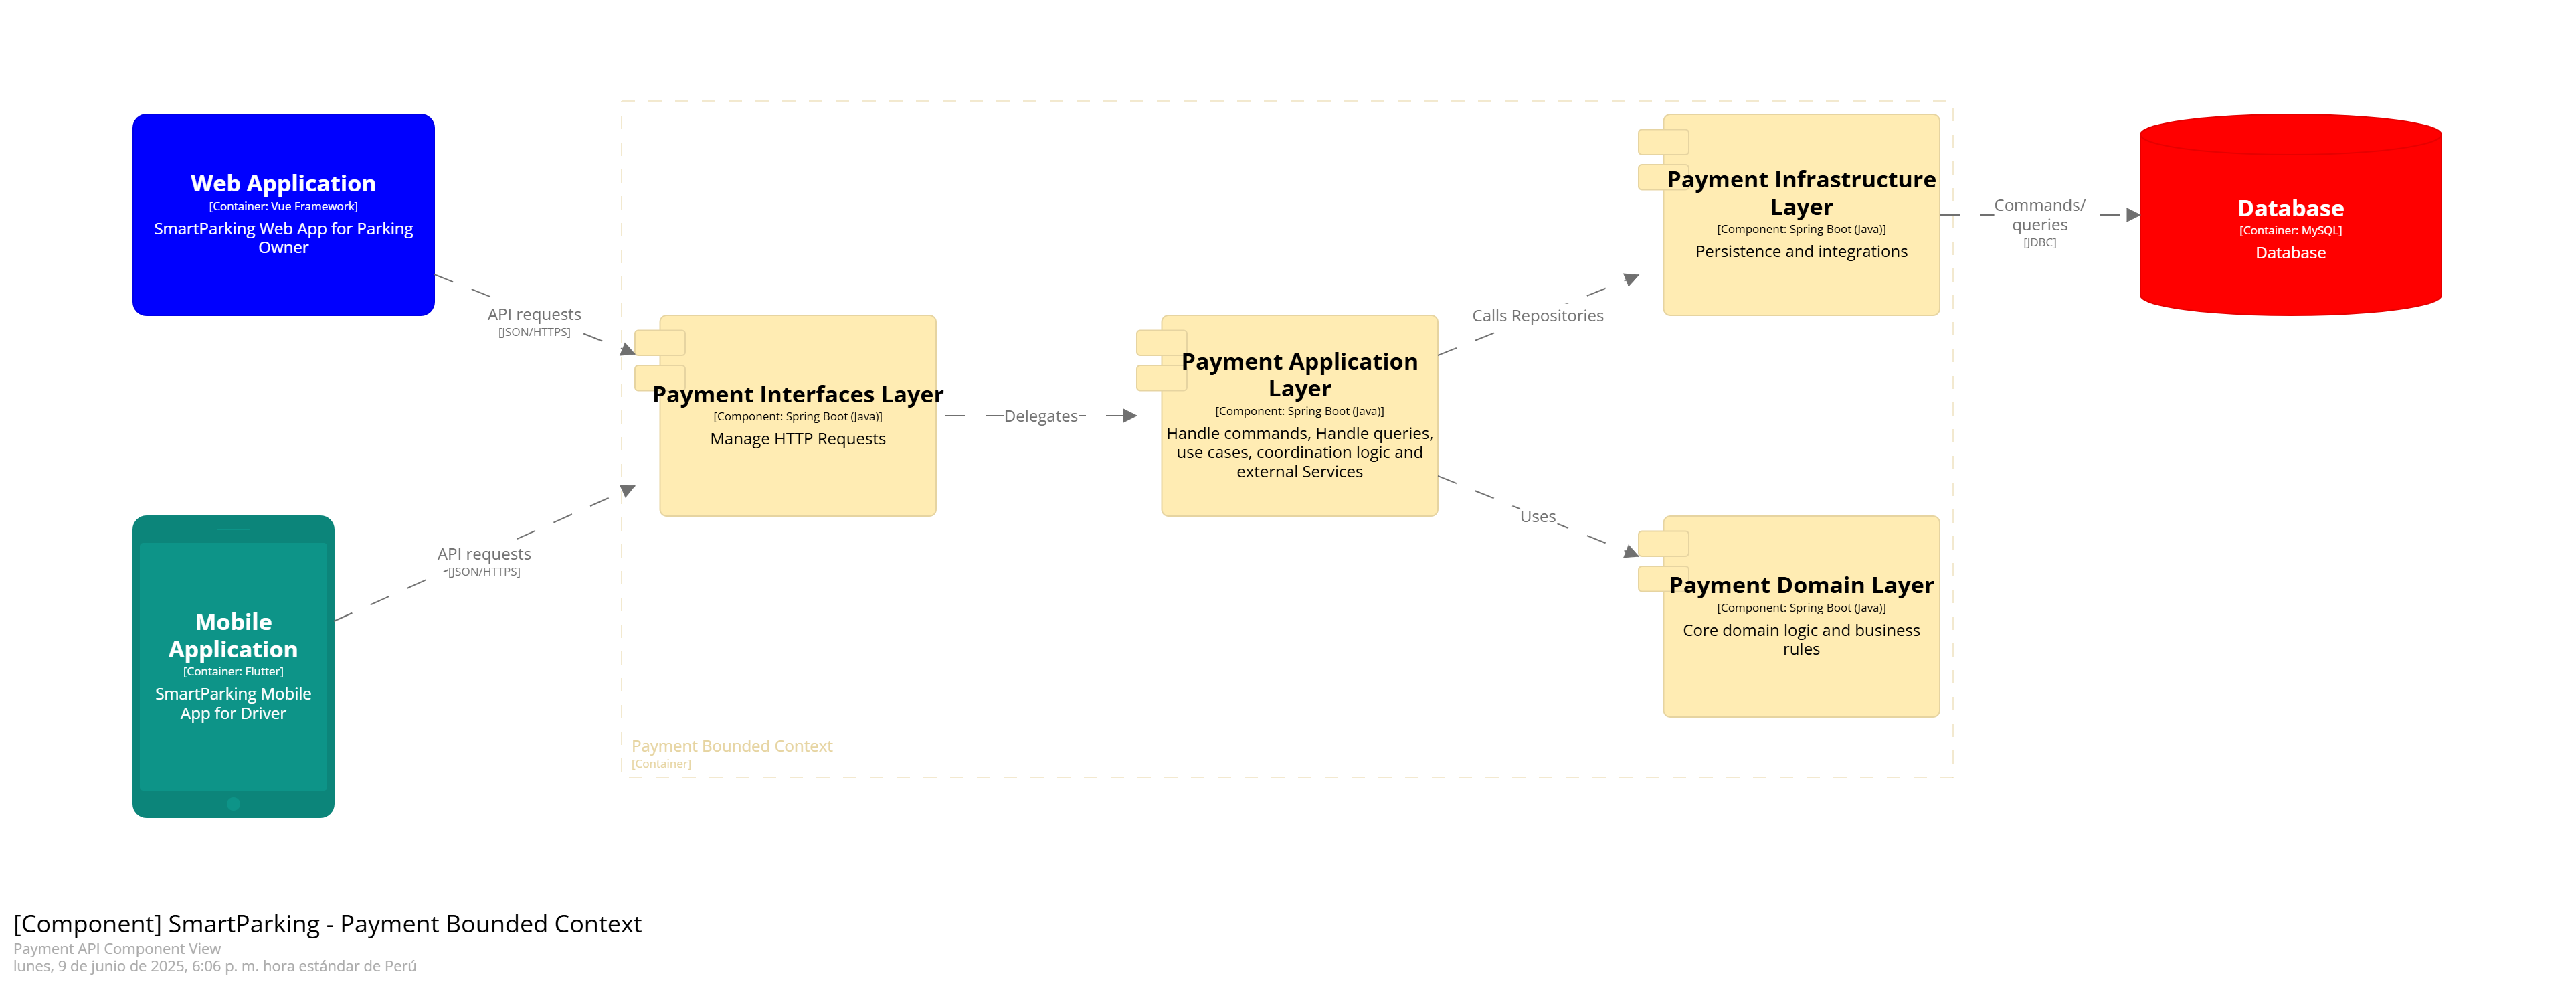 Web Application
[Container: Vue Framework]
SmartParking Web App for Parking
Owner
API requests
[JSON/HTTPS]
Mobile
Application
[Container: Flutter]
SmartParking Mobile
App for Driver
API requests
[JSON/HTTPS]
Payment Interfaces Layer
[Component: Spring Boot (Java)]
Manage HTTP Requests
Delegates
Payment Application
Layer
[Component: Spring Boot (Java)]
Handle commands, Handle queries,
use cases, coordination logic and
external Services
Calls Repositories
Uses
Payment Infrastructure
Layer
[Component: Spring Boot (Java)]
Persistence and integrations
Payment Domain Layer
[Component: Spring Boot (Java)]
Core domain logic and business
rules
Commands/
queries
[JDBC]
Database
[Container: MySQL]
Database
Payment Bounded Context
[Container]
[Component] SmartParking - Payment Bounded Context
Payment API Component View
lunes, 9 de junio de 2025, 6:06 p. m. hora estándar de Perú